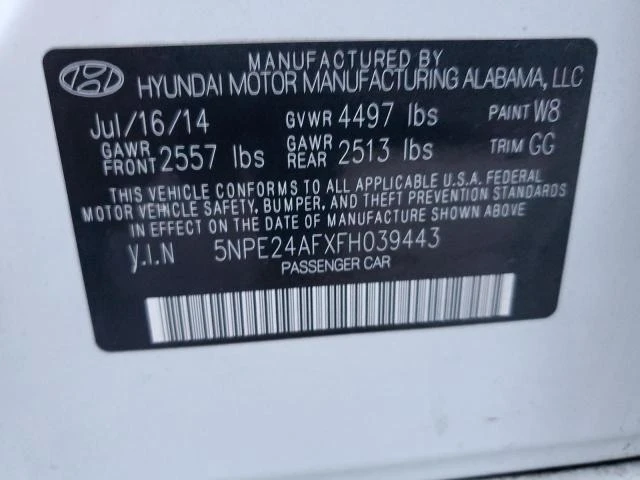 MANUFACTURED BY
HYUNDAI MOTOR MANUFACTURING ALABAMA, LLC
Jul/16/14 GVWR 4497 lbs PAINT W8
GAWR FRONT 2557 lbs GAWR REAR 2513 lbs TRIM GG
THIS VEHICLE CONFORMS TO ALL APPLICABLE U.S.A. FEDERAL
MOTOR VEHICLE SAFETY, BUMPER, AND THEFT PREVENTION STANDARDS
IN EFFECT ON THE DATE OF MANUFACTURE SHOWN ABOVE.
V.I.N 5NPE24AFXFH039443
PASSENGER CAR